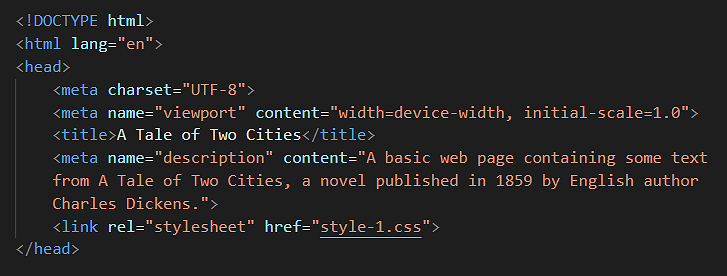 <!DOCTYPE html>
<html lang="en">
<head>
<meta charset="UTF-8">
<meta name="viewport" content="width=device-width, initial-scale=1.0">
<title>A Tale of Two Cities</title>
<meta name="description" content="A basic web page containing some text
from A Tale of Two Cities, a novel published in 1859 by English author
Charles Dickens.">
<link rel="stylesheet" href="style-1.css">
</head>